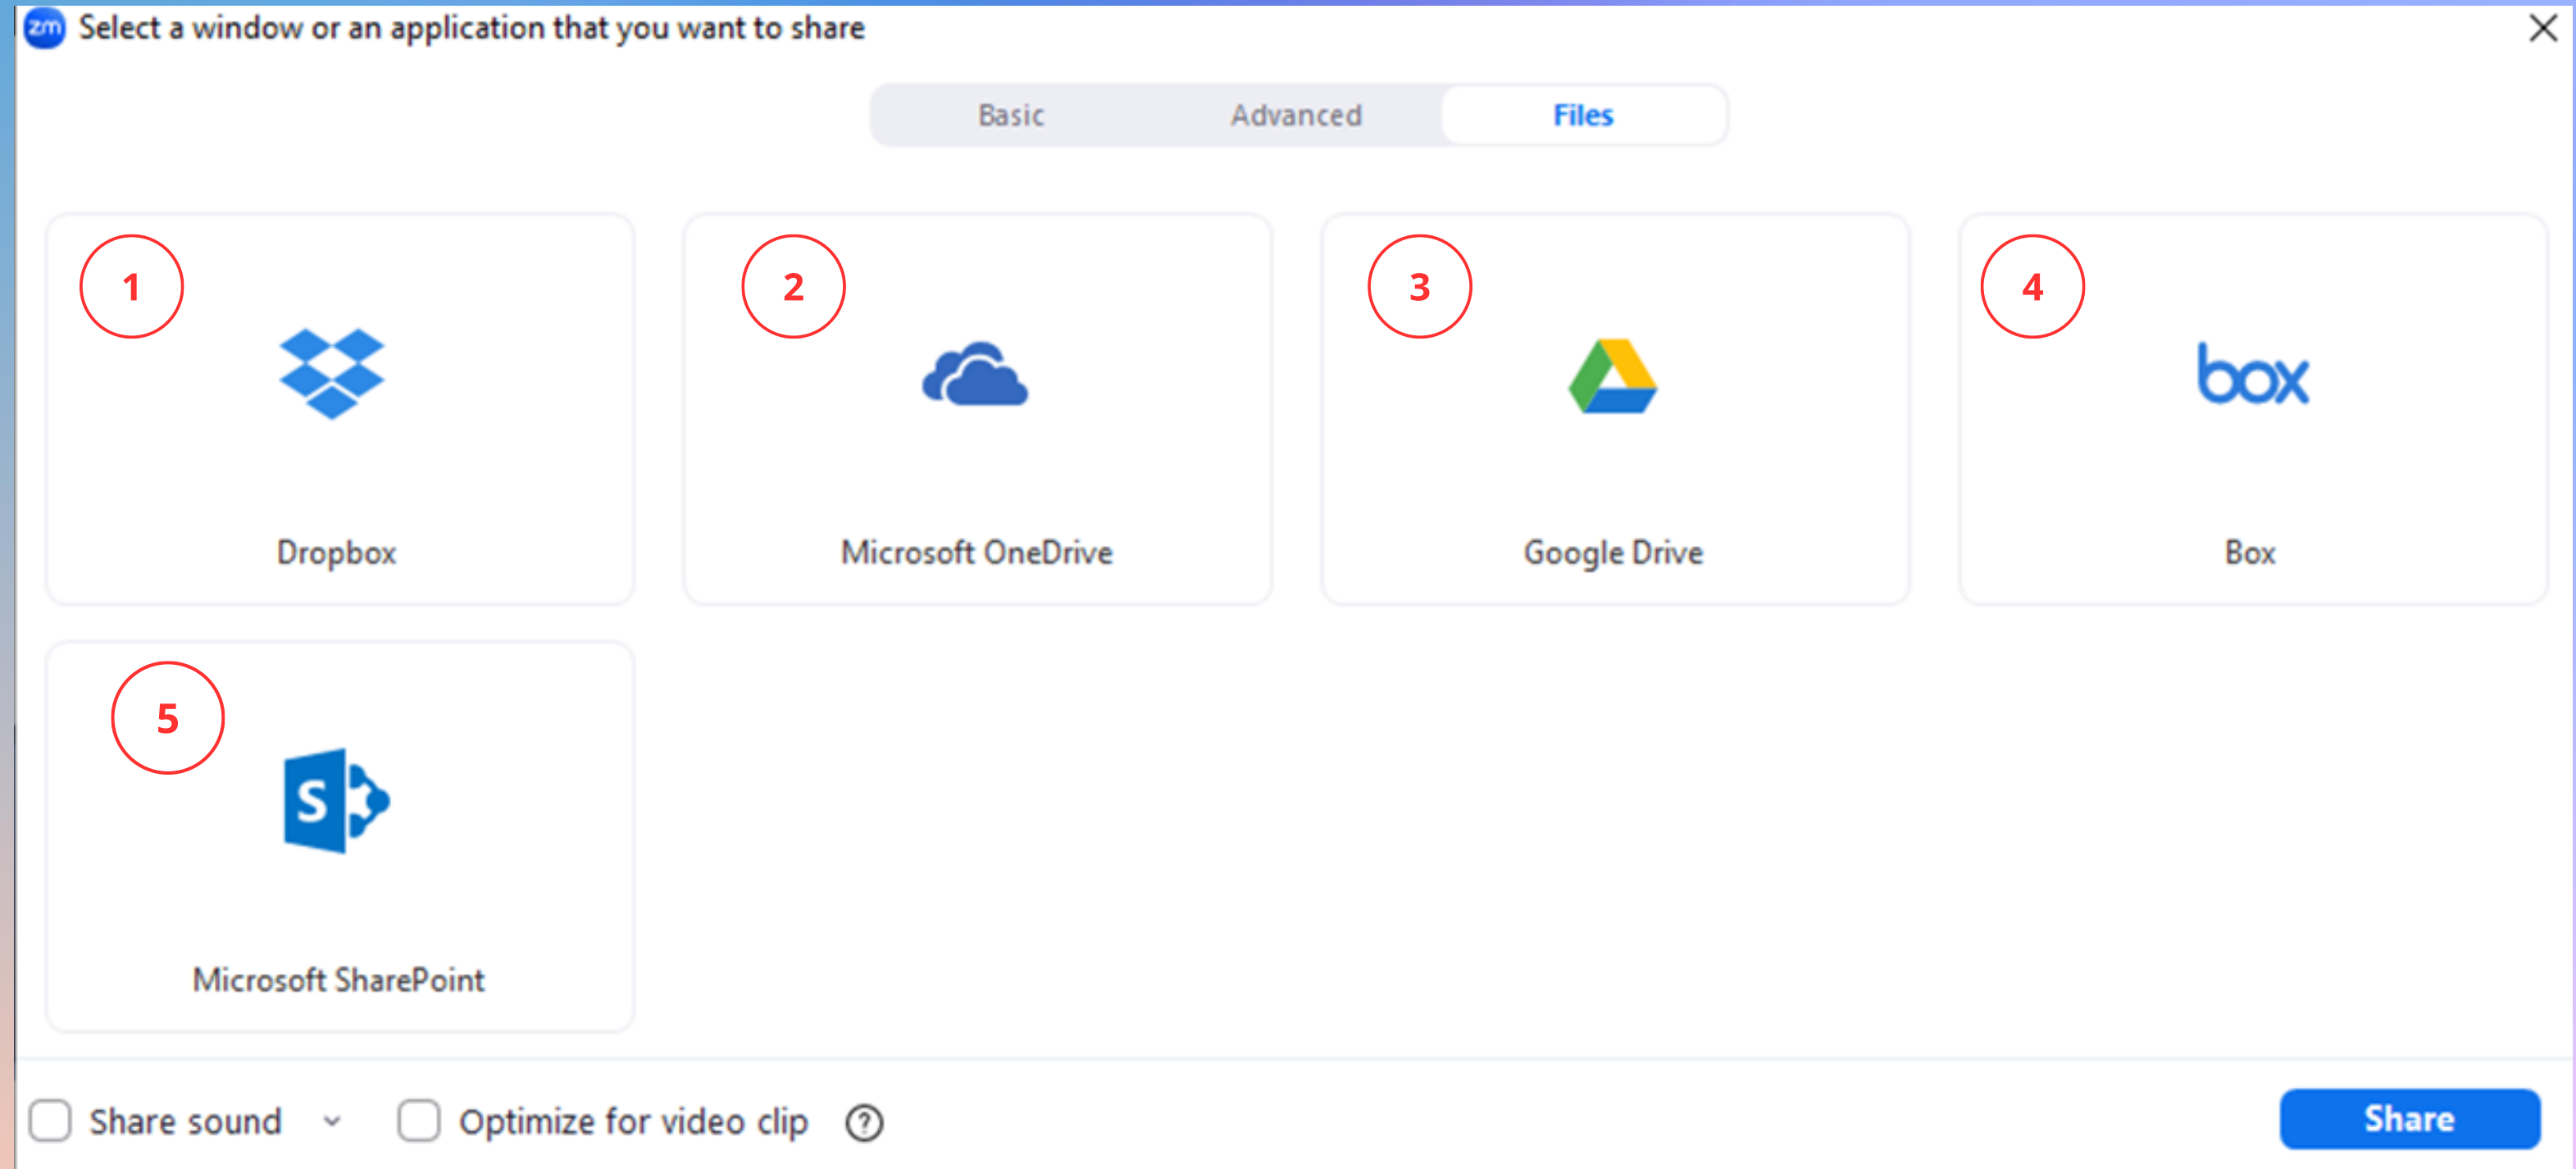 zm Select a window or an application that you want to share
Basic Advanced Files
1
2
3
4
box
Dropbox
Microsoft OneDrive
Google Drive
Box
5
S
Microsoft SharePoint
Share sound Optimize for video clip ?
Share